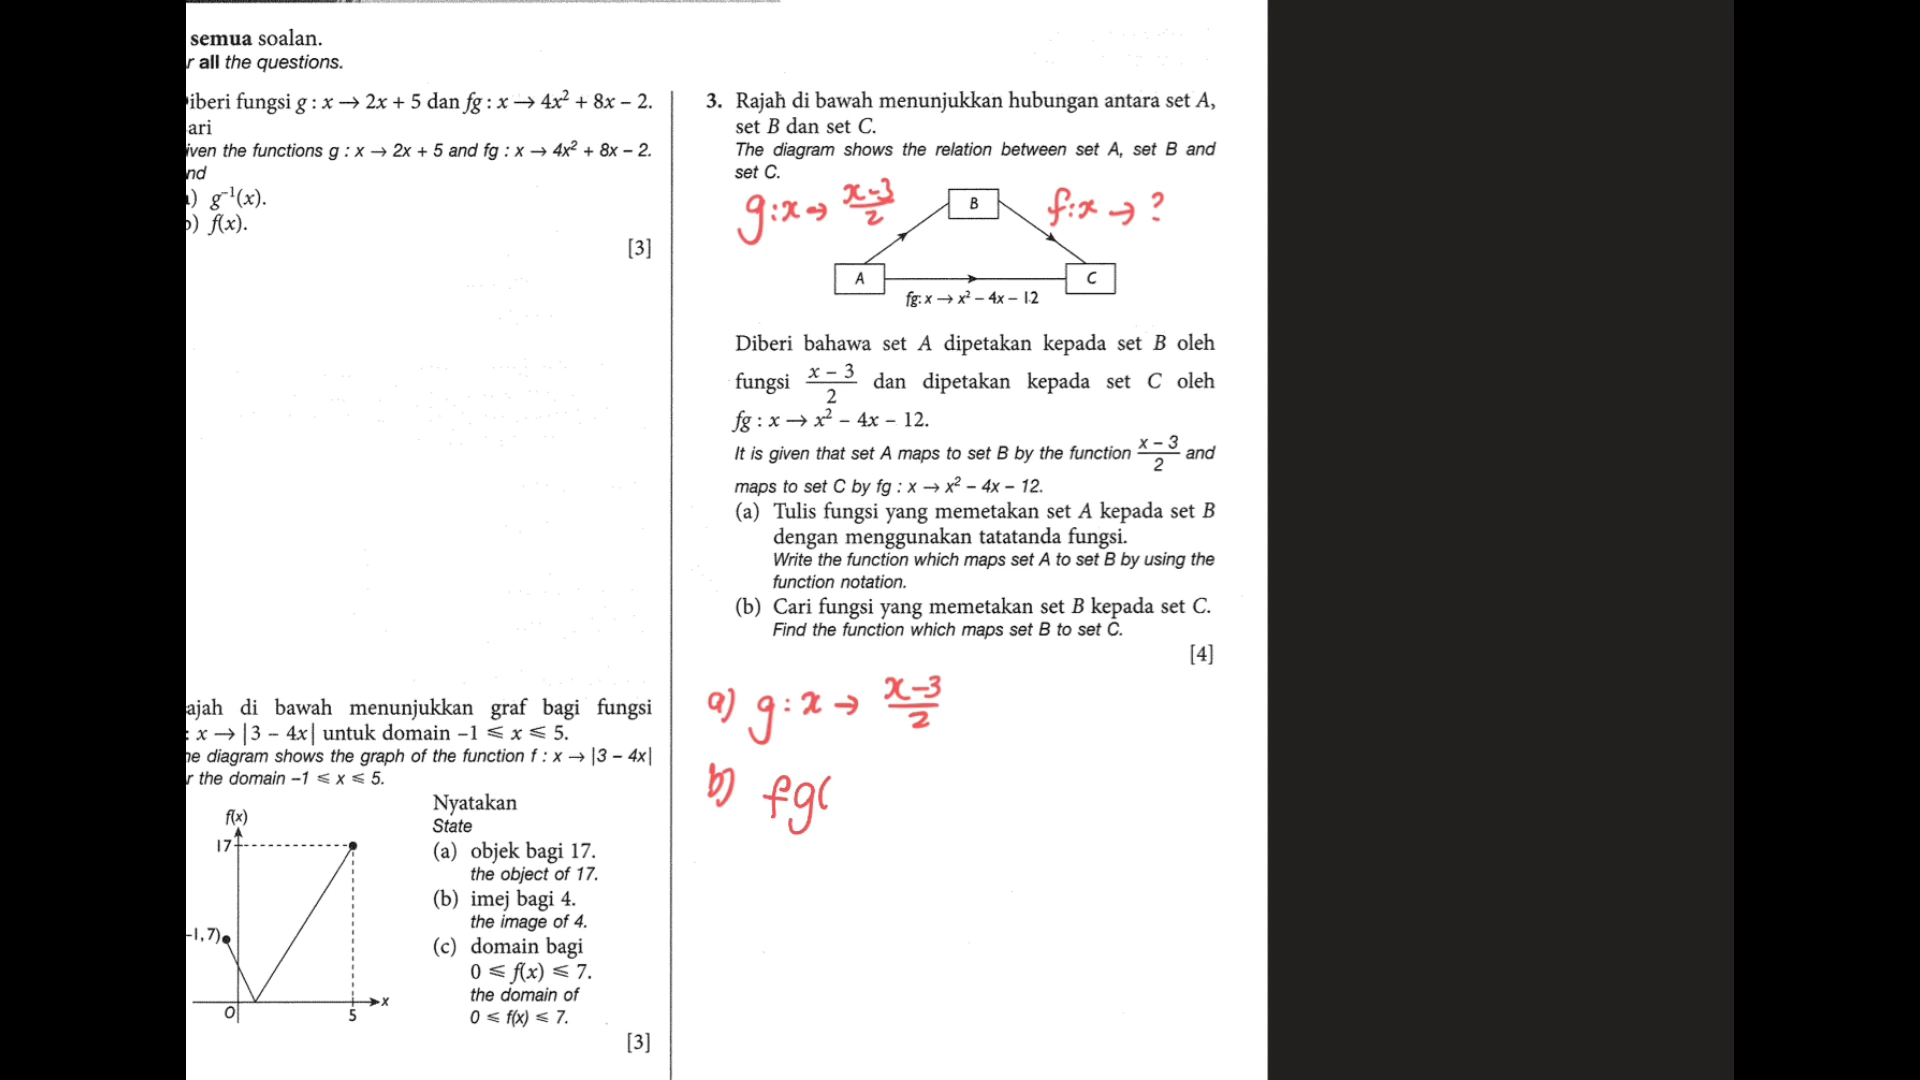 semua soalan.
r all the questions.
iberi fungsi g : x → 2x + 5 dan fg : x → 4x² + 8x – 2.
ari
iven the functions g : x → 2x + 5 and fg : x → 4x² + 8x – 2.
nd
) g⁻¹(x).
) f(x).
[3]
ajah di bawah menunjukkan graf bagi fungsi
: x → |3 – 4x| untuk domain –1 ⩽ x ⩽ 5.
he diagram shows the graph of the function f : x → |3 – 4x|
r the domain –1 ⩽ x ⩽ 5.
f(x)
17
–1, 7)
O
5
x
Nyatakan
State
(a) objek bagi 17.
the object of 17.
(b) imej bagi 4.
the image of 4.
(c) domain bagi
0 ⩽ f(x) ⩽ 7.
the domain of
0 ⩽ f(x) ⩽ 7.
[3]
3. Rajah di bawah menunjukkan hubungan antara set A,
set B dan set C.
The diagram shows the relation between set A, set B and
set C.
g : x → x–3/2
B
f : x → ?
A
C
fg: x → x² – 4x – 12
Diberi bahawa set A dipetakan kepada set B oleh
fungsi x – 3/2 dan dipetakan kepada set C oleh
fg : x → x² – 4x – 12.
It is given that set A maps to set B by the function x – 3/2 and
maps to set C by fg : x → x² – 4x – 12.
(a) Tulis fungsi yang memetakan set A kepada set B
dengan menggunakan tatatanda fungsi.
Write the function which maps set A to set B by using the
function notation.
(b) Cari fungsi yang memetakan set B kepada set C.
Find the function which maps set B to set C.
[4]
a) g : x → x–3/2
b) fg(